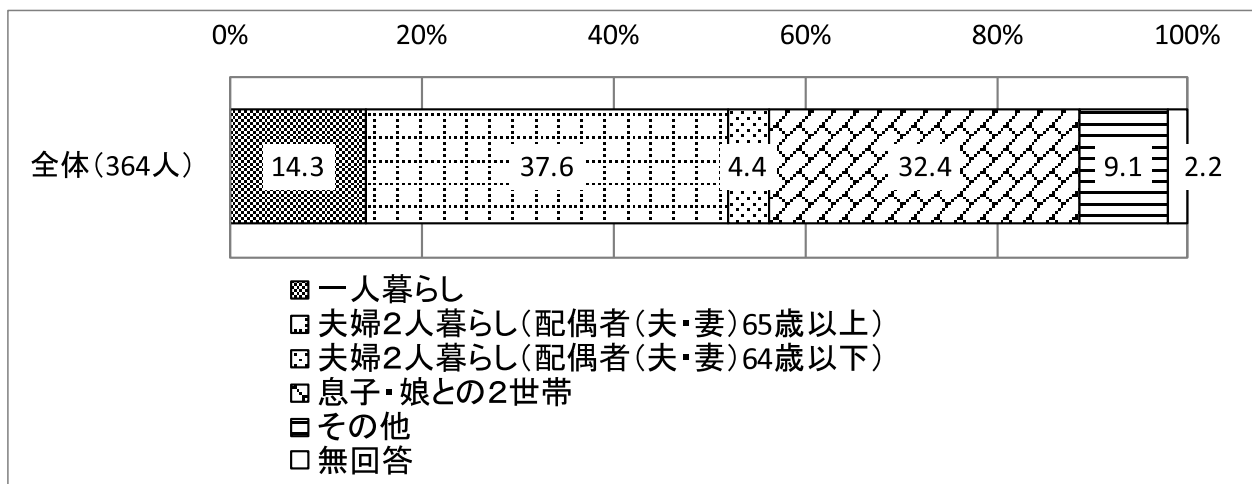 0% 20% 40% 60% 80% 100%
全体(364人) 14.3 37.6 4.4 32.4 9.1 2.2
一人暮らし
夫婦２人暮らし(配偶者(夫・妻)65歳以上)
夫婦２人暮らし(配偶者(夫・妻)64歳以下)
息子・娘との２世帯
その他
無回答